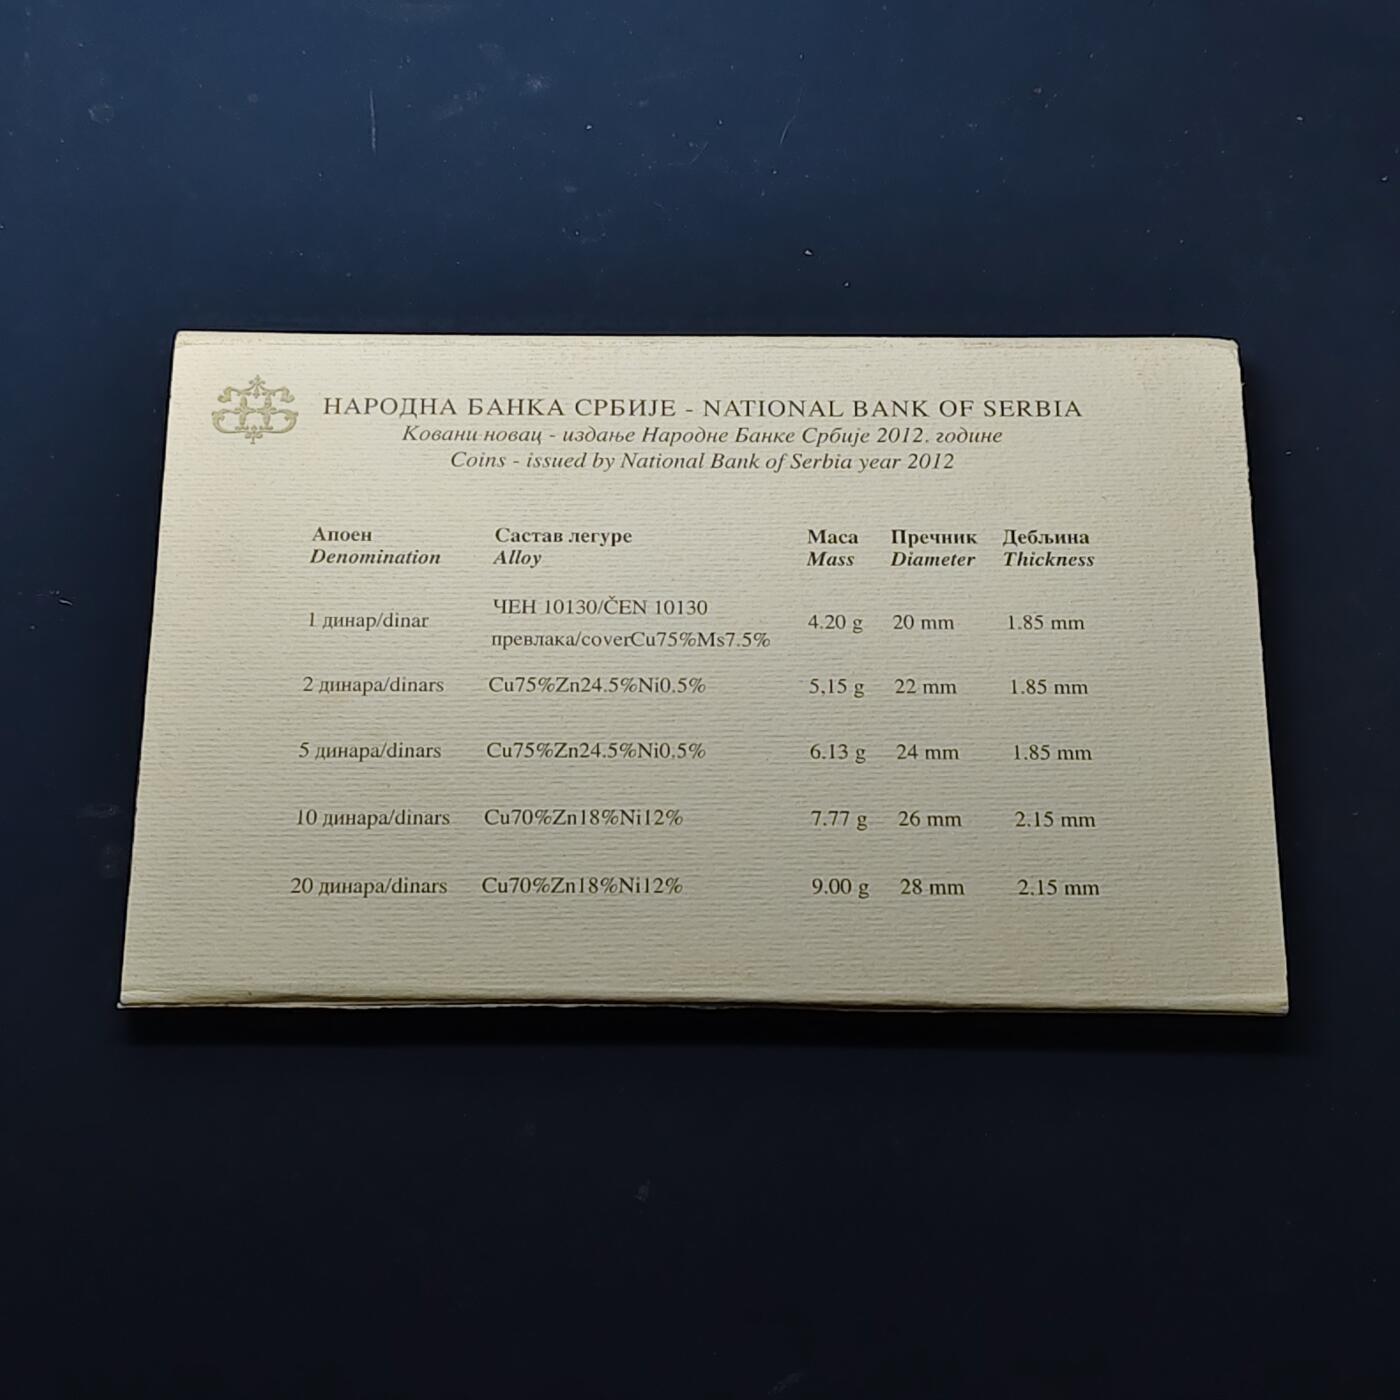 НАРОДНА БАНКА СРБИЈЕ - NATIONAL BANK OF SERBIA
Ковани новац - издање Народне Банке Србије 2012. године
Coins - issued by National Bank of Serbia year 2012
Апоен Састав легуре Маса Пречник Дебљина
Denomination Alloy Mass Diameter Thickness
1 динар/dinar ЧЕН 10130/ČEN 10130 4.20 g 20 mm 1.85 mm
превлака/coverCu75%Ms7.5%
2 динара/dinars Cu75%Zn24.5%Ni0.5% 5,15 g 22 mm 1.85 mm
5 динара/dinars Cu75%Zn24.5%Ni0.5% 6.13 g 24 mm 1.85 mm
10 динара/dinars Cu70%Zn18%Ni12% 7.77 g 26 mm 2.15 mm
20 динара/dinars Cu70%Zn18%Ni12% 9.00 g 28 mm 2.15 mm